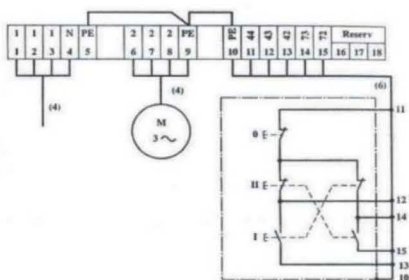 1 1 1 N PE 2 2 2 PE PE 44 43 42 73 72 Reserv
1 2 3 4 5 6 7 8 9 10 11 12 13 14 15 16 17 18
(4)
(4)
(6)
M
3 ~
11
0 E
II E
12
14
I E
15
13
10